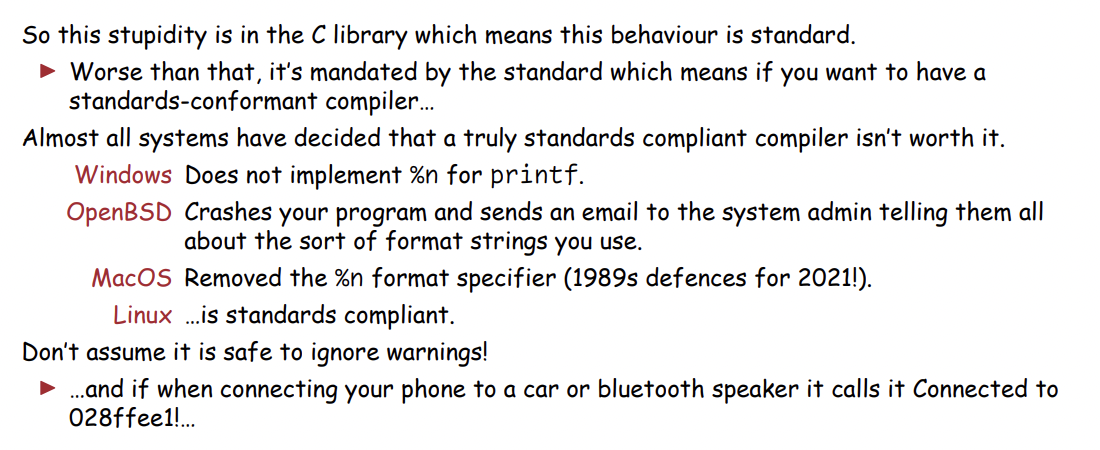 So this stupidity is in the C library which means this behaviour is standard.
► Worse than that, it's mandated by the standard which means if you want to have a
standards-conformant compiler…
Almost all systems have decided that a truly standards compliant compiler isn't worth it.
Windows Does not implement %n for printf.
OpenBSD Crashes your program and sends an email to the system admin telling them all
about the sort of format strings you use.
MacOS Removed the %n format specifier (1989s defences for 2021!).
Linux …is standards compliant.
Don't assume it is safe to ignore warnings!
► …and if when connecting your phone to a car or bluetooth speaker it calls it Connected to
028ffee1!…